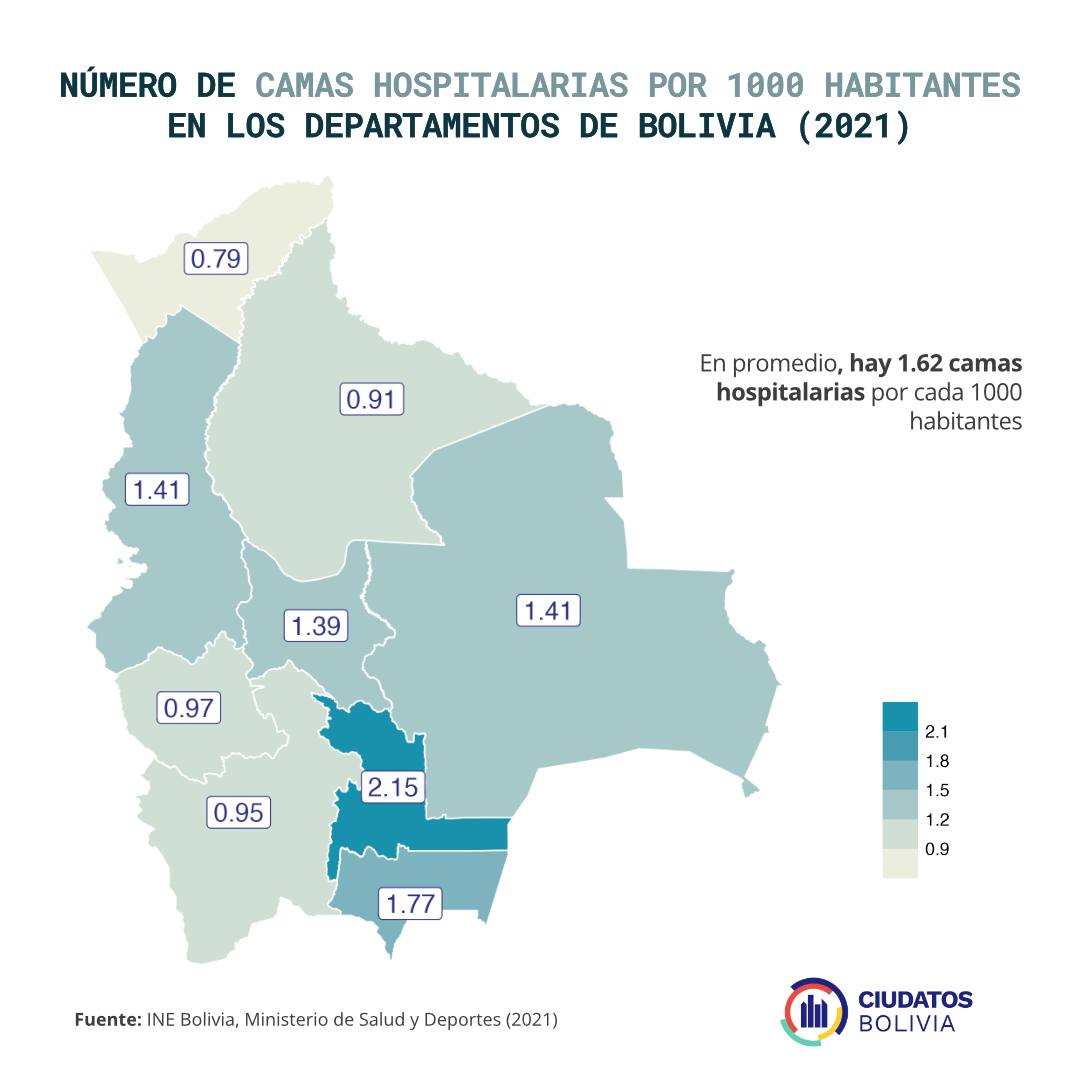 NÚMERO DE CAMAS HOSPITALARIAS POR 1000 HABITANTES
EN LOS DEPARTAMENTOS DE BOLIVIA (2021)
0.79
0.91
En promedio, hay 1.62 camas
hospitalarias por cada 1000
habitantes
1.41
1.41
1.39
0.97
2.15
0.95
1.77
2.1
1.8
1.5
1.2
0.9
Fuente: INE Bolivia, Ministerio de Salud y Deportes (2021)
CIUDATOS
BOLIVIA